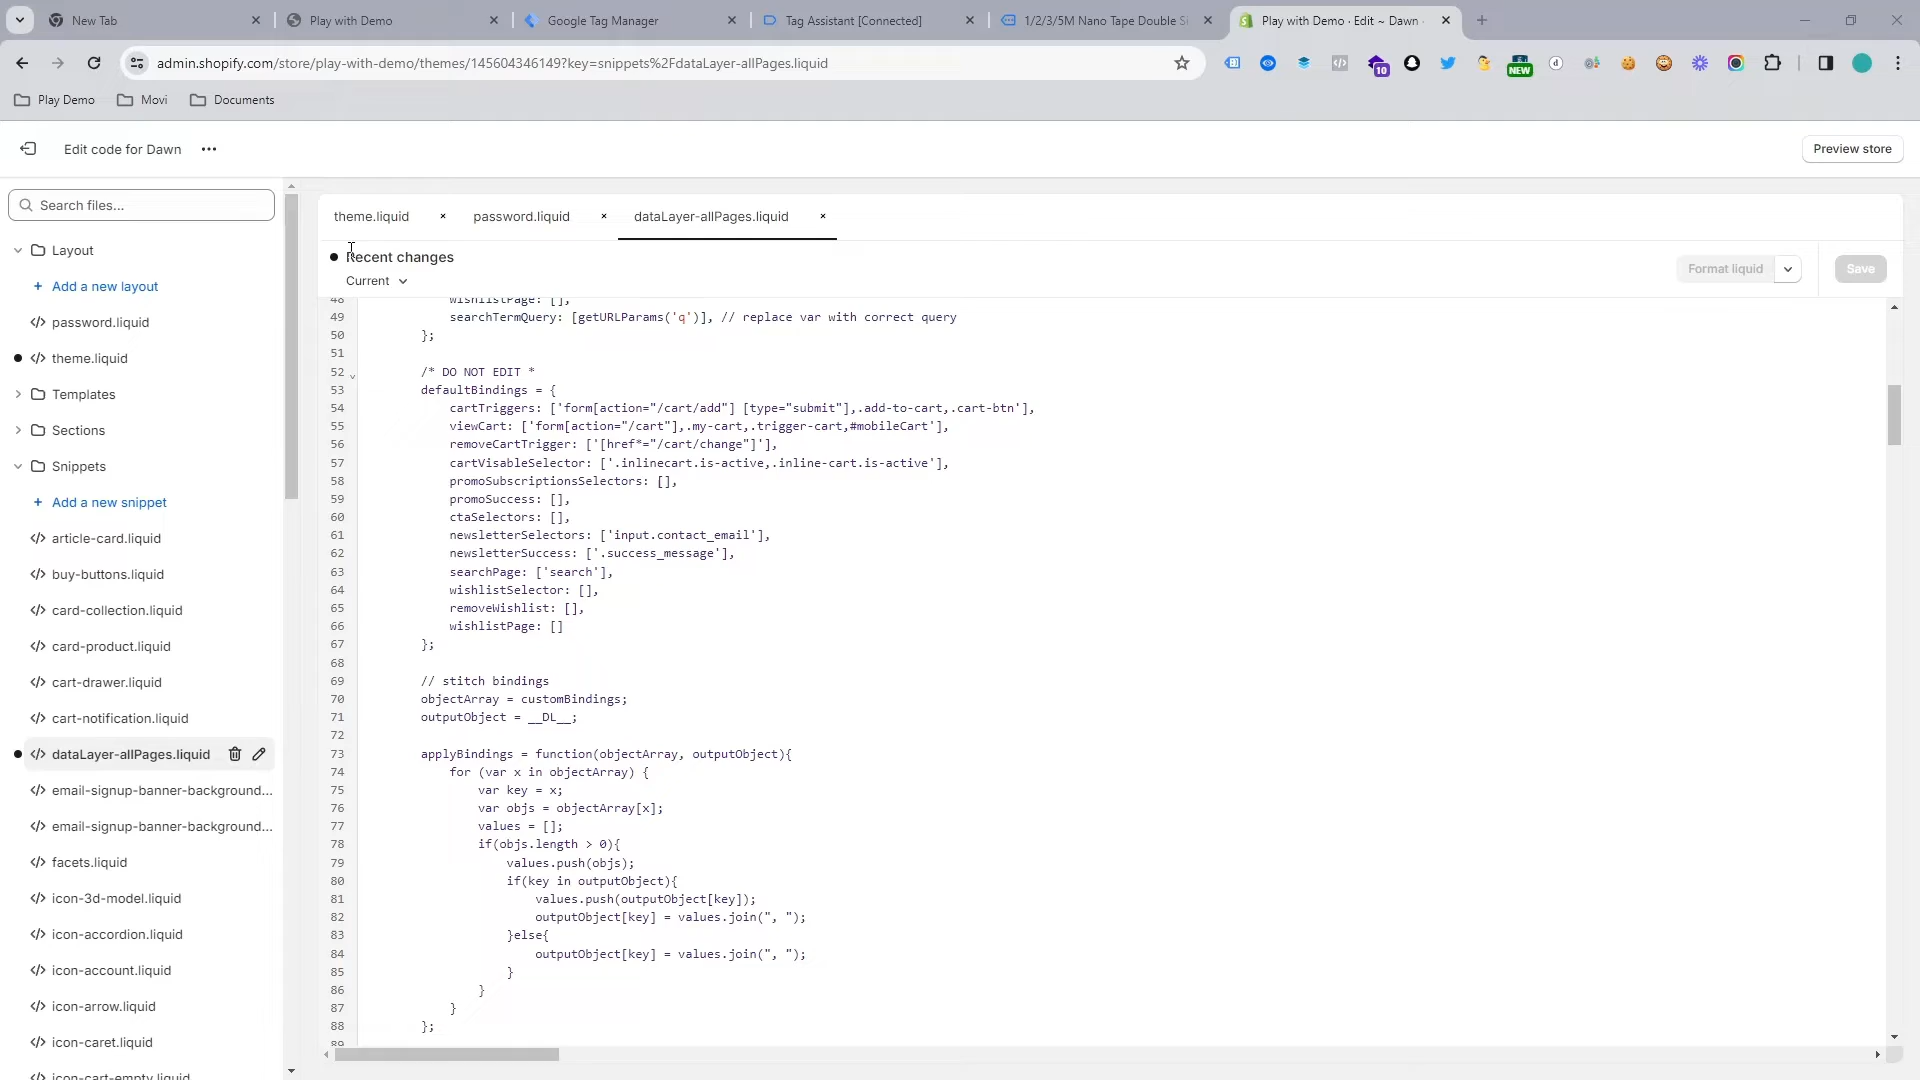 New Tab
Play with Demo
Google Tag Manager
Tag Assistant [Connected]
1/2/3/5M Nano Tape Double Si
Play with Demo · Edit ~ Dawn
admin.shopify.com/store/play-with-demo/themes/145604346149?key=snippets%2FdataLayer-allPages.liquid
10
NEW
Play Demo
Movi
Documents
Edit code for Dawn
Preview store
Search files...
Layout
+ Add a new layout
</> password.liquid
</> theme.liquid
Templates
Sections
Snippets
+ Add a new snippet
</> article-card.liquid
</> buy-buttons.liquid
</> card-collection.liquid
</> card-product.liquid
</> cart-drawer.liquid
</> cart-notification.liquid
</> dataLayer-allPages.liquid
</> email-signup-banner-background...
</> email-signup-banner-background...
</> facets.liquid
</> icon-3d-model.liquid
</> icon-accordion.liquid
</> icon-account.liquid
</> icon-arrow.liquid
</> icon-caret.liquid
</> icon-cart-empty.liquid
theme.liquid
password.liquid
dataLayer-allPages.liquid
Recent changes
Current
Format liquid
Save
48 wishlistPage: [],
49 searchTermQuery: [getURLParams('q')], // replace var with correct query
50 };
51
52 /* DO NOT EDIT *
53 defaultBindings = {
54 cartTriggers: ['form[action="/cart/add"] [type="submit"],.add-to-cart,.cart-btn'],
55 viewCart: ['form[action="/cart"],.my-cart,.trigger-cart,#mobileCart'],
56 removeCartTrigger: ['[href*="/cart/change"]'],
57 cartVisableSelector: ['.inlinecart.is-active,.inline-cart.is-active'],
58 promoSubscriptionsSelectors: [],
59 promoSuccess: [],
60 ctaSelectors: [],
61 newsletterSelectors: ['input.contact_email'],
62 newsletterSuccess: ['.success_message'],
63 searchPage: ['search'],
64 wishlistSelector: [],
65 removeWishlist: [],
66 wishlistPage: []
67 };
68
69 // stitch bindings
70 objectArray = customBindings;
71 outputObject = __DL__;
72
73 applyBindings = function(objectArray, outputObject){
74 for (var x in objectArray) {
75 var key = x;
76 var objs = objectArray[x];
77 values = [];
78 if(objs.length > 0){
79 values.push(objs);
80 if(key in outputObject){
81 values.push(outputObject[key]);
82 outputObject[key] = values.join(", ");
83 }else{
84 outputObject[key] = values.join(", ");
85 }
86 }
87 }
88 };
89